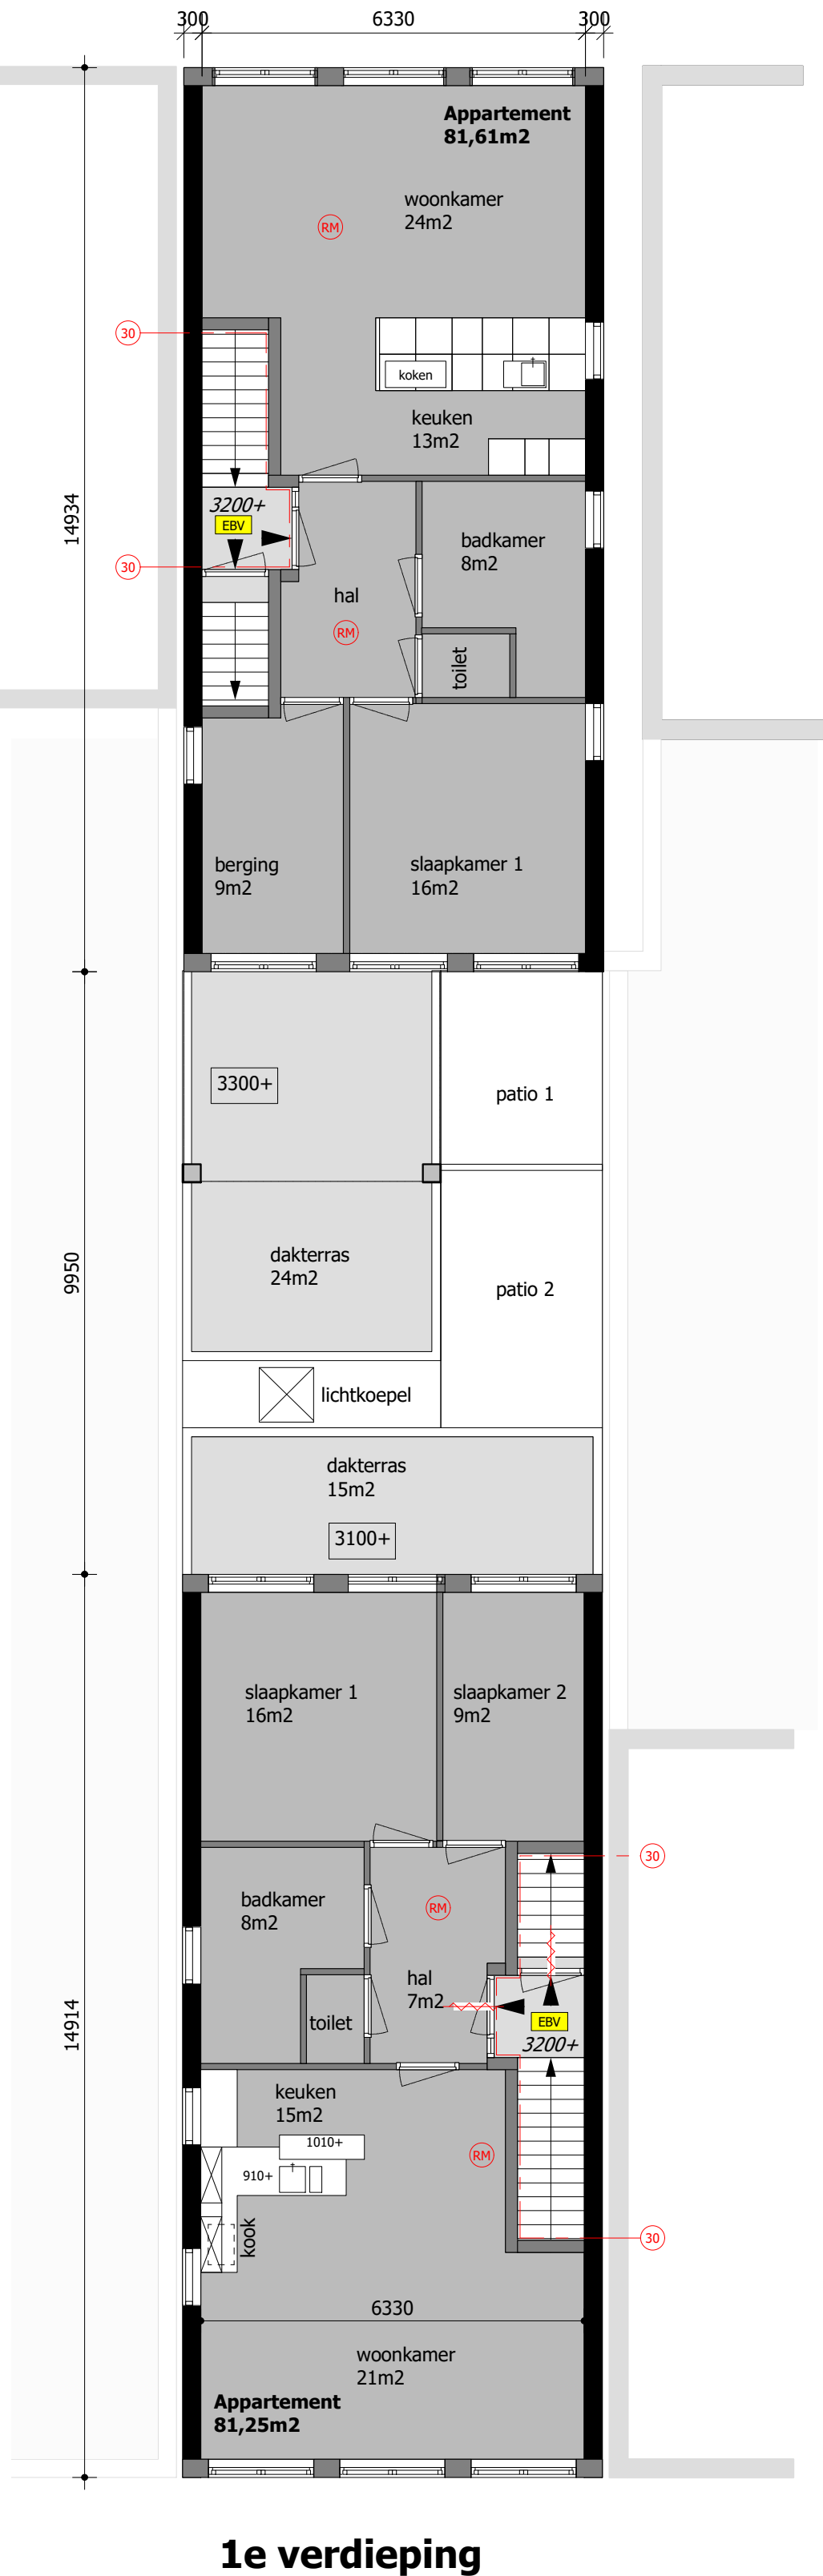 300 6330 300
Appartement
81,61m2
woonkamer
24m2
RM
30
koken
keuken
13m2
14934
3200+
EBV
badkamer
8m2
30
hal
RM
toilet
berging
9m2
slaapkamer 1
16m2
3300+
patio 1
9950
dakterras
24m2
patio 2
lichtkoepel
dakterras
15m2
3100+
slaapkamer 1
16m2
slaapkamer 2
9m2
30
badkamer
8m2
RM
hal
7m2
14914
toilet
EBV
3200+
keuken
15m2
1010+
RM
910+
kook
30
6330
woonkamer
21m2
Appartement
81,25m2
1e verdieping